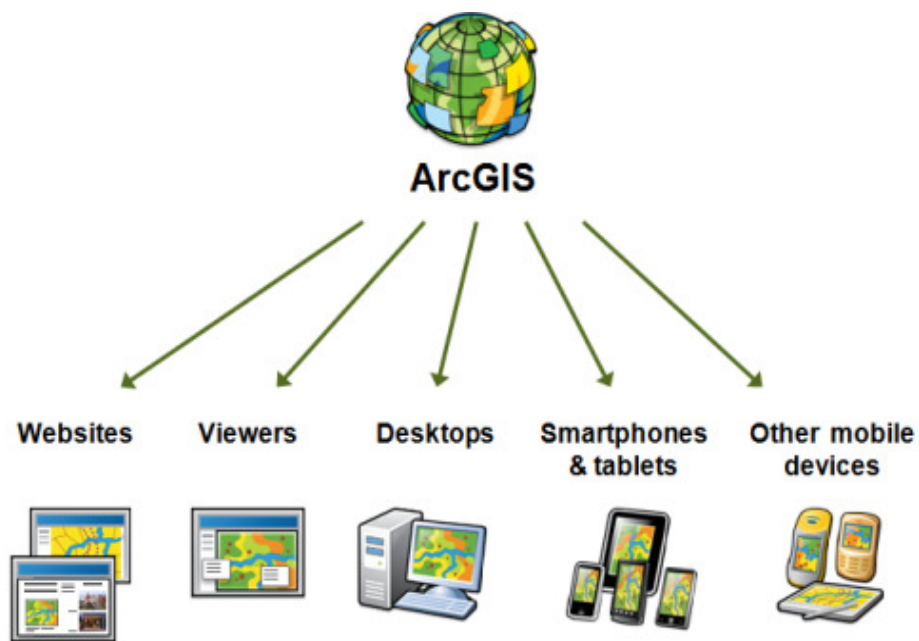 ArcGIS
Websites
Viewers
Desktops
Smartphones
& tablets
Other mobile
devices